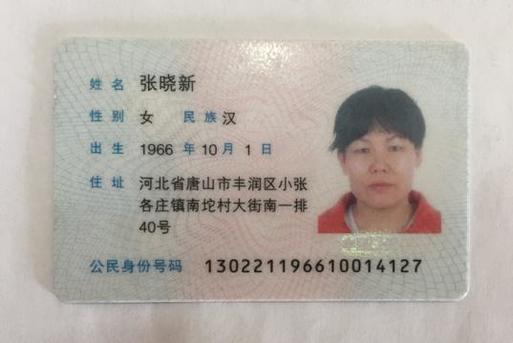 姓名 张晓新
性别 女 民族 汉
出生 1966 年 10 月 1 日
住址 河北省唐山市丰润区小张
各庄镇南坨村大街南一排
40号
公民身份号码 130221196610014127